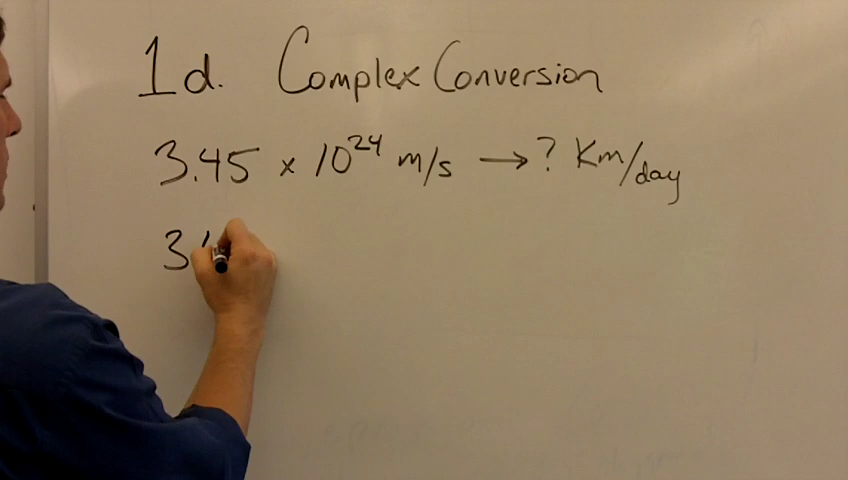 1d. Complex Conversion
3.45 × 10²⁴ m/s → ? Km/day
3